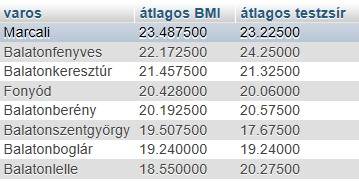 varos átlagos BMI átlagos testzsír
Marcali 23.487500 23.22500
Balatonfenyves 22.172500 24.25000
Balatonkeresztúr 21.457500 21.32500
Fonyód 20.428000 20.06000
Balatonberény 20.192500 20.57500
Balatonszentgyörgy 19.507500 17.67500
Balatonboglár 19.240000 19.24000
Balatonlelle 18.550000 20.27500